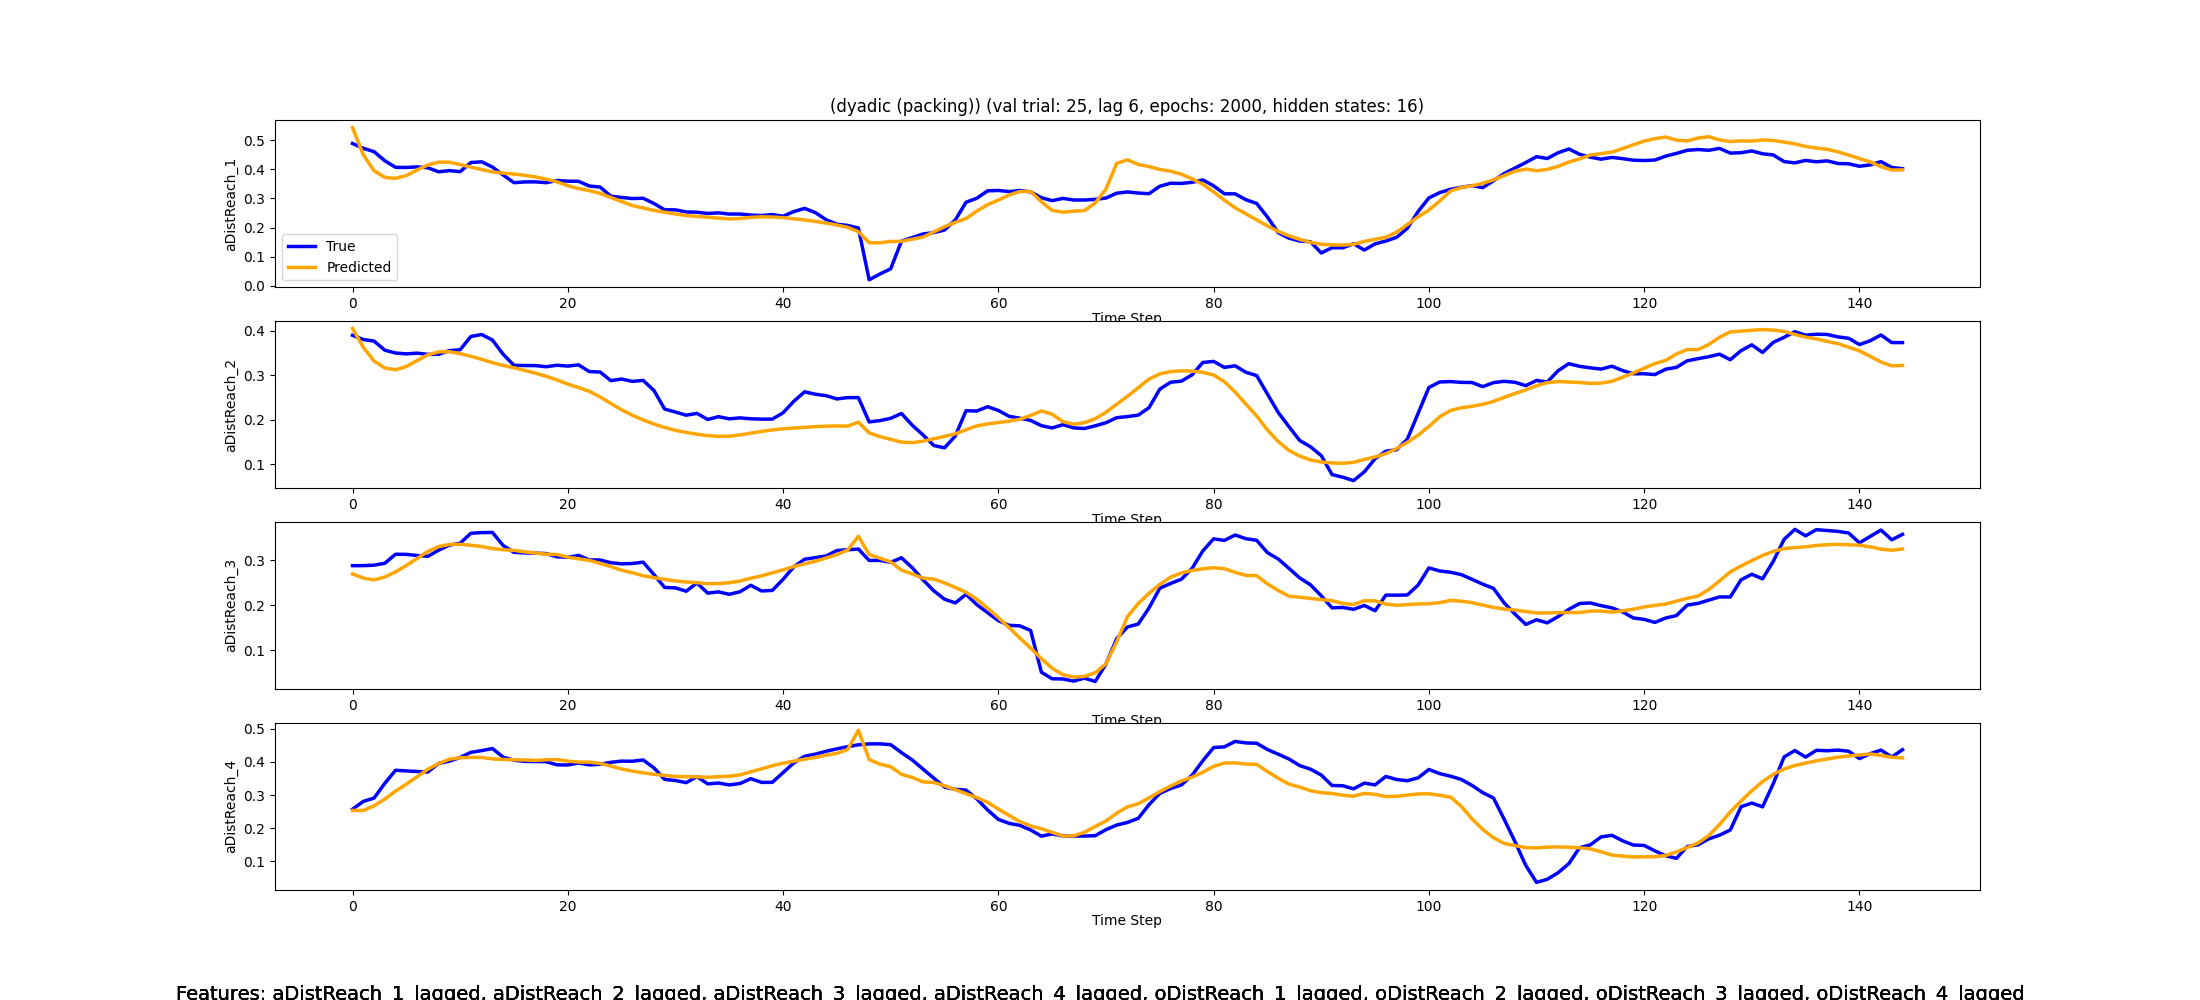 (dyadic (packing)) (val trial: 25, lag 6, epochs: 2000, hidden states: 16)
aDistReach_1
0.5
0.4
0.3
0.2
0.1
0.0
True
Predicted
0 20 40 60 80 100 120 140
Time Step
aDistReach_2
0.4
0.3
0.2
0.1
0 20 40 60 80 100 120 140
Time Step
aDistReach_3
0.3
0.2
0.1
0 20 40 60 80 100 120 140
Time Step
aDistReach_4
0.5
0.4
0.3
0.2
0.1
0 20 40 60 80 100 120 140
Time Step
Features: aDistReach_1_lagged, aDistReach_2_lagged, aDistReach_3_lagged, aDistReach_4_lagged, oDistReach_1_lagged, oDistReach_2_lagged, oDistReach_3_lagged, oDistReach_4_lagged